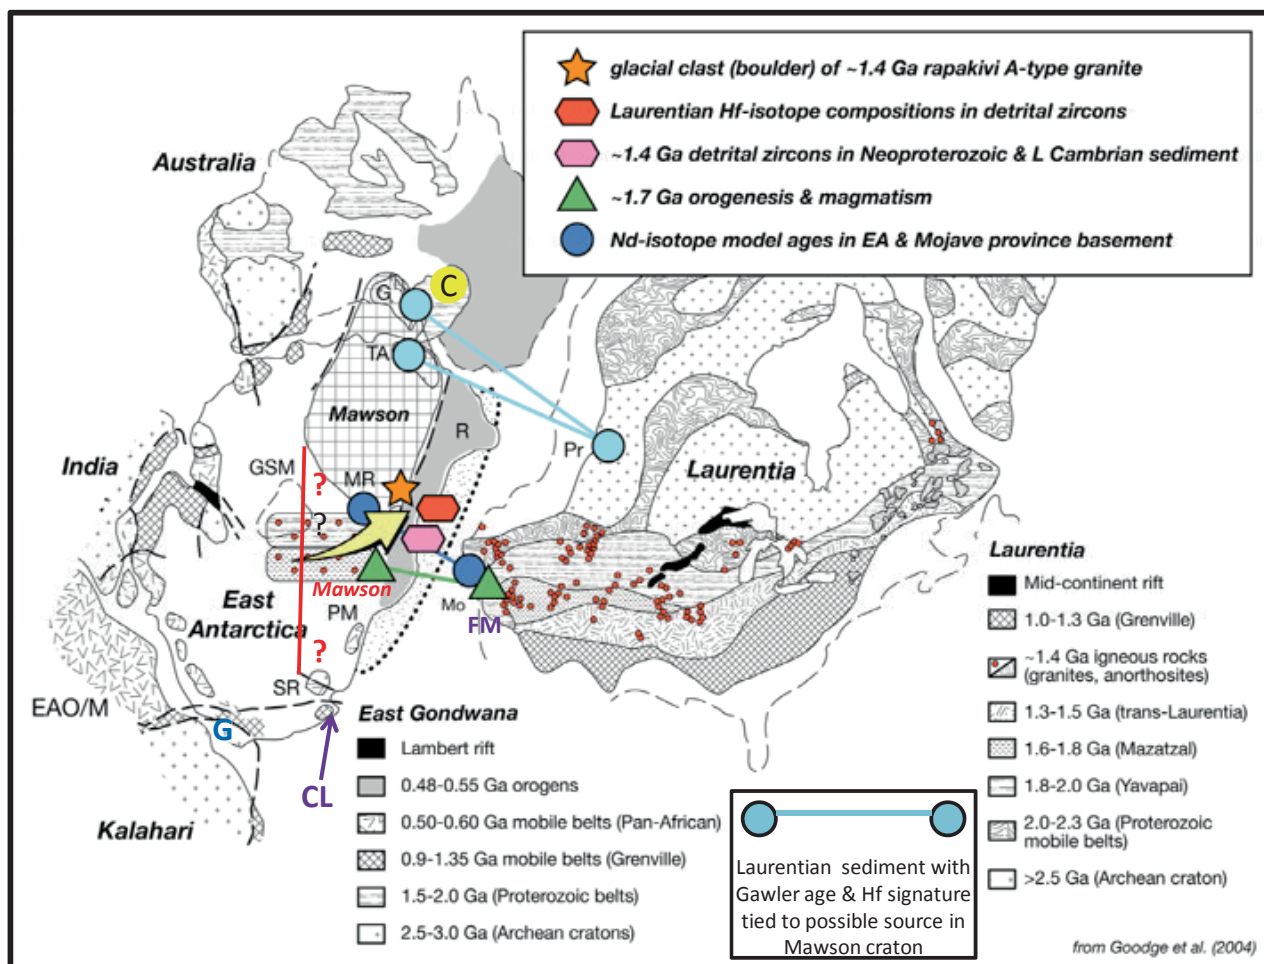 glacial clast (boulder) of ~1.4 Ga rapakivi A-type granite
Laurentian Hf-isotope compositions in detrital zircons
~1.4 Ga detrital zircons in Neoproterozoic & L Cambrian sediment
~1.7 Ga orogenesis & magmatism
Nd-isotope model ages in EA & Mojave province basement
Australia
C
G
TA
Mawson
R
Pr
Laurentia
India
GSM
MR
?
?
Mawson
East
Antarctica
PM
Mo
FM
?
SR
EAO/M
G
CL
Kalahari
East Gondwana
Lambert rift
0.48-0.55 Ga orogens
0.50-0.60 Ga mobile belts (Pan-African)
0.9-1.35 Ga mobile belts (Grenville)
1.5-2.0 Ga (Proterozoic belts)
2.5-3.0 Ga (Archean cratons)
Laurentian sediment with
Gawler age & Hf signature
tied to possible source in
Mawson craton
Laurentia
Mid-continent rift
1.0-1.3 Ga (Grenville)
~1.4 Ga igneous rocks
(granites, anorthosites)
1.3-1.5 Ga (trans-Laurentia)
1.6-1.8 Ga (Mazatzal)
1.8-2.0 Ga (Yavapai)
2.0-2.3 Ga (Proterozoic
mobile belts)
>2.5 Ga (Archean craton)
from Goodge et al. (2004)